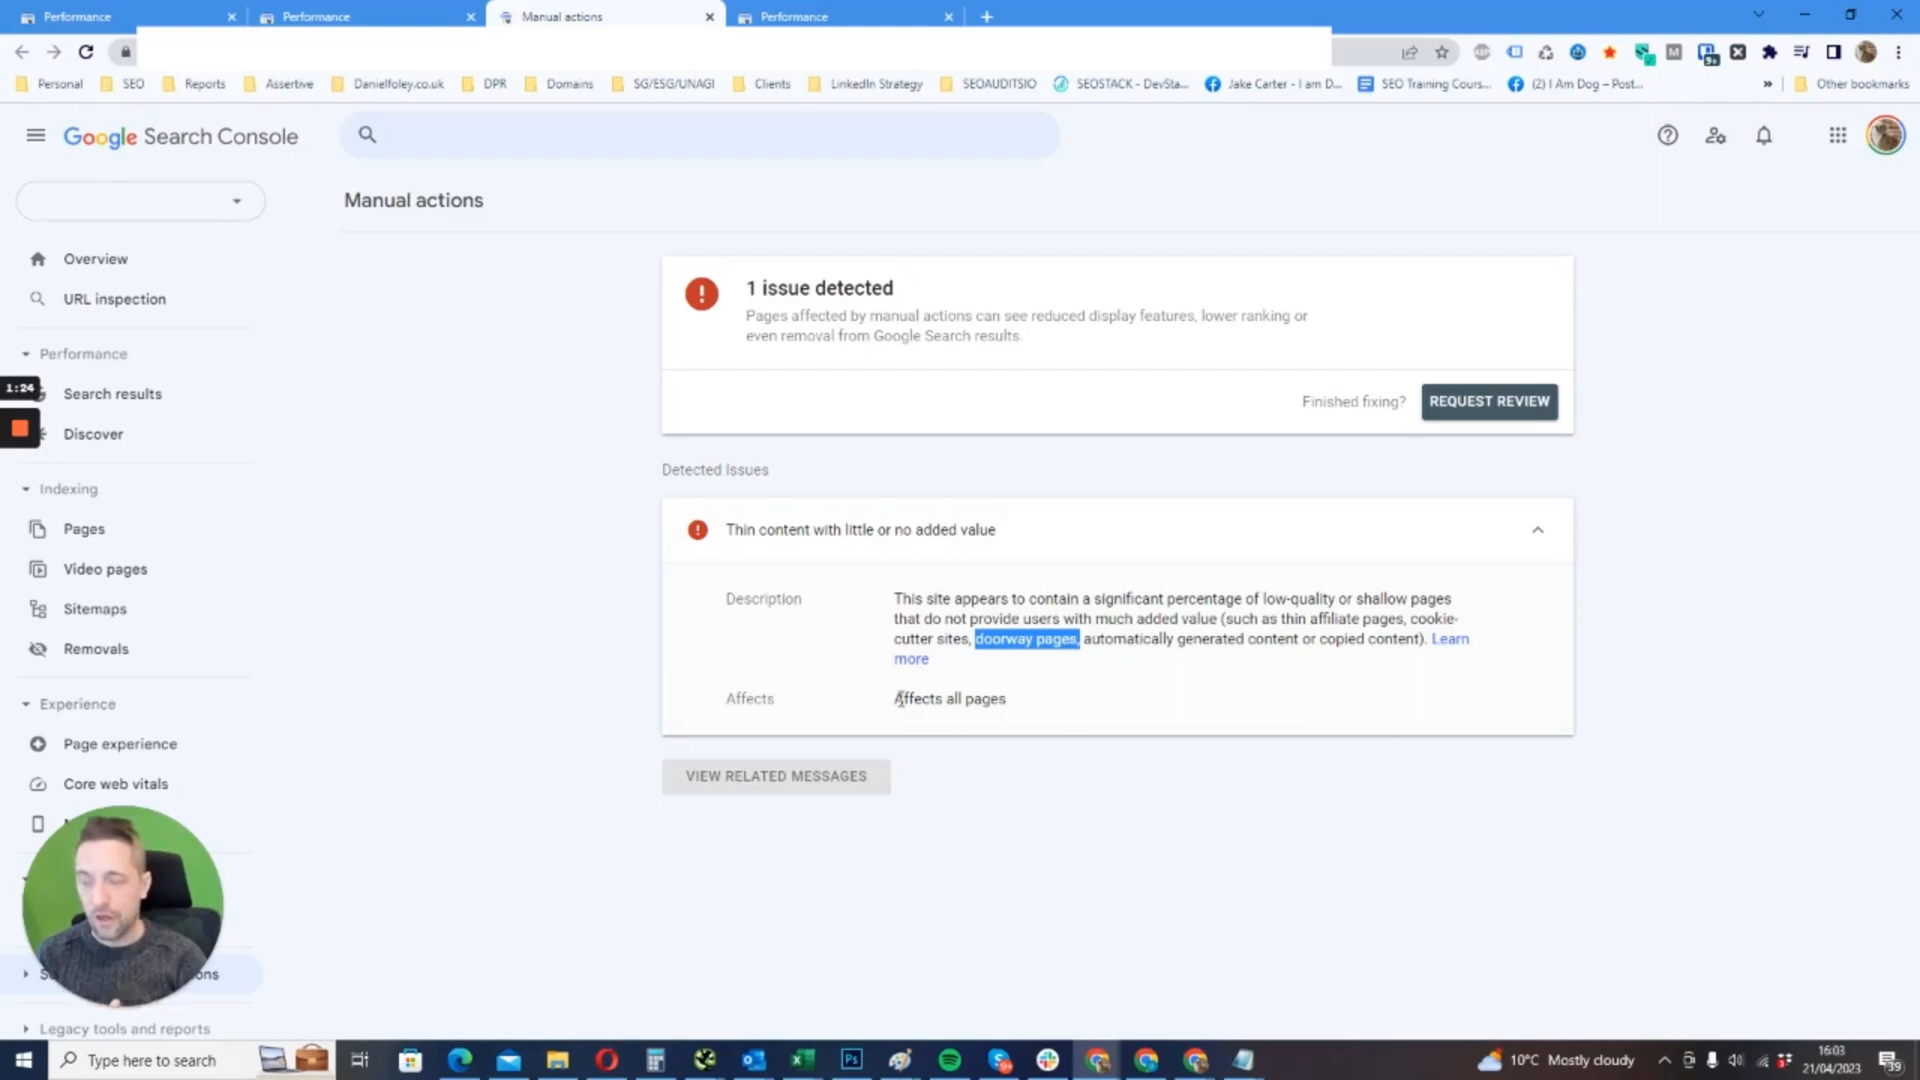 Performance
Performance
Manual actions
Performance
Personal
SEO
Reports
Assertive
Danielfoley.co.uk
DPR
Domains
SG/ESG/UNAGI
Clients
LinkedIn Strategy
SEOAUDITSIO
SEOSTACK - DevSta...
Jake Carter - I am D...
SEO Training Cours...
(2) I Am Dog – Post...
»
Other bookmarks
Google Search Console
Manual actions
Overview
URL inspection
Performance
1:24
Search results
Discover
Indexing
Pages
Video pages
Sitemaps
Removals
Experience
Page experience
Core web vitals
ons
Legacy tools and reports
1 issue detected
Pages affected by manual actions can see reduced display features, lower ranking or
even removal from Google Search results.
Finished fixing?
REQUEST REVIEW
Detected Issues
Thin content with little or no added value
Description
This site appears to contain a significant percentage of low-quality or shallow pages
that do not provide users with much added value (such as thin affiliate pages, cookie-
cutter sites, doorway pages, automatically generated content or copied content). Learn
more
Affects
Affects all pages
VIEW RELATED MESSAGES
Type here to search
10°C Mostly cloudy
16:03
21/04/2023
39